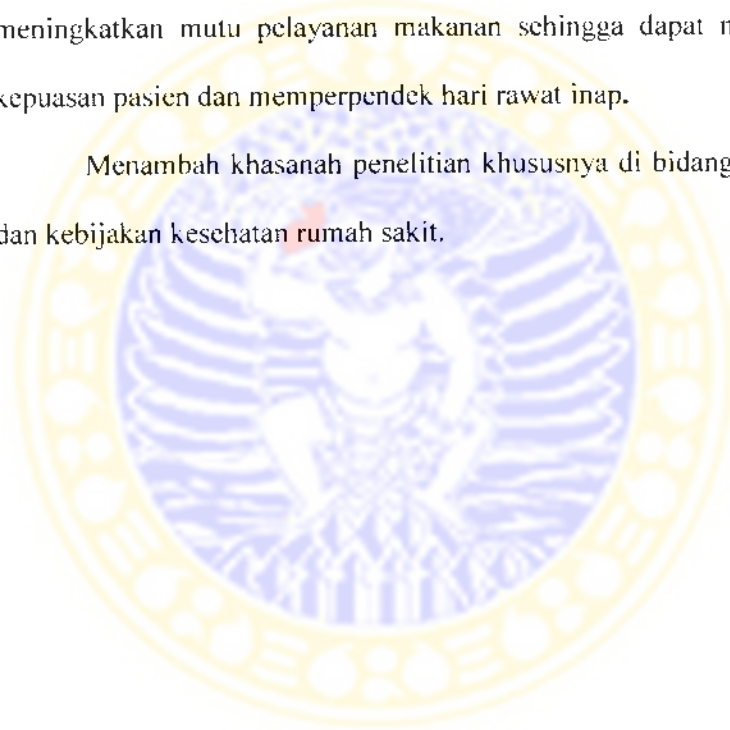 meningkatkan mutu pelayanan makanan sehingga dapat
kepuasan pasien dan memperpendek hari rawat inap.
Menambah khasanah penelitian khususnya di bidang
dan kebijakan kesehatan rumah sakit.